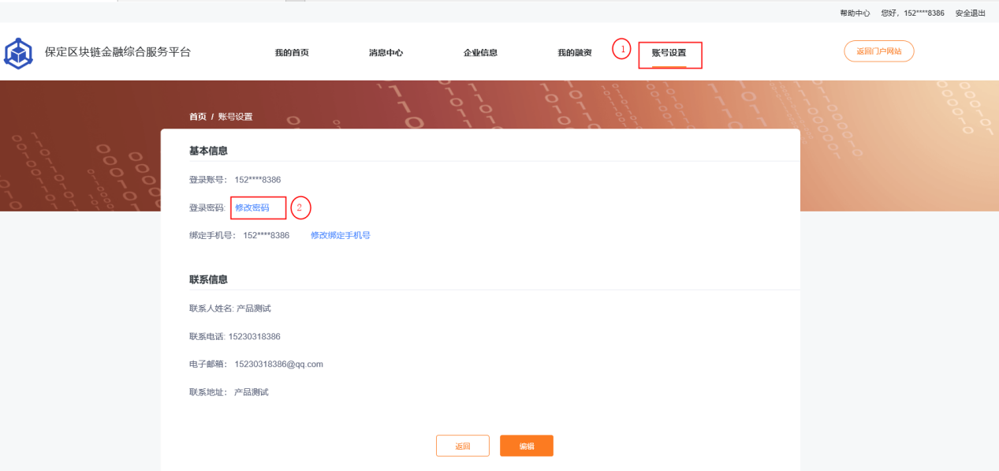 帮助中心 您好，152****8386 安全退出
保定区块链金融综合服务平台 我的首页 消息中心 企业信息 我的融资 1 账号设置 返回门户网站
首页 / 账号设置
基本信息
登录账号： 152****8386
登录密码: 修改密码 2
绑定手机号： 152****8386 修改绑定手机号
联系信息
联系人姓名: 产品测试
联系电话: 15230318386
电子邮箱： 15230318386@qq.com
联系地址： 产品测试
返回 编辑